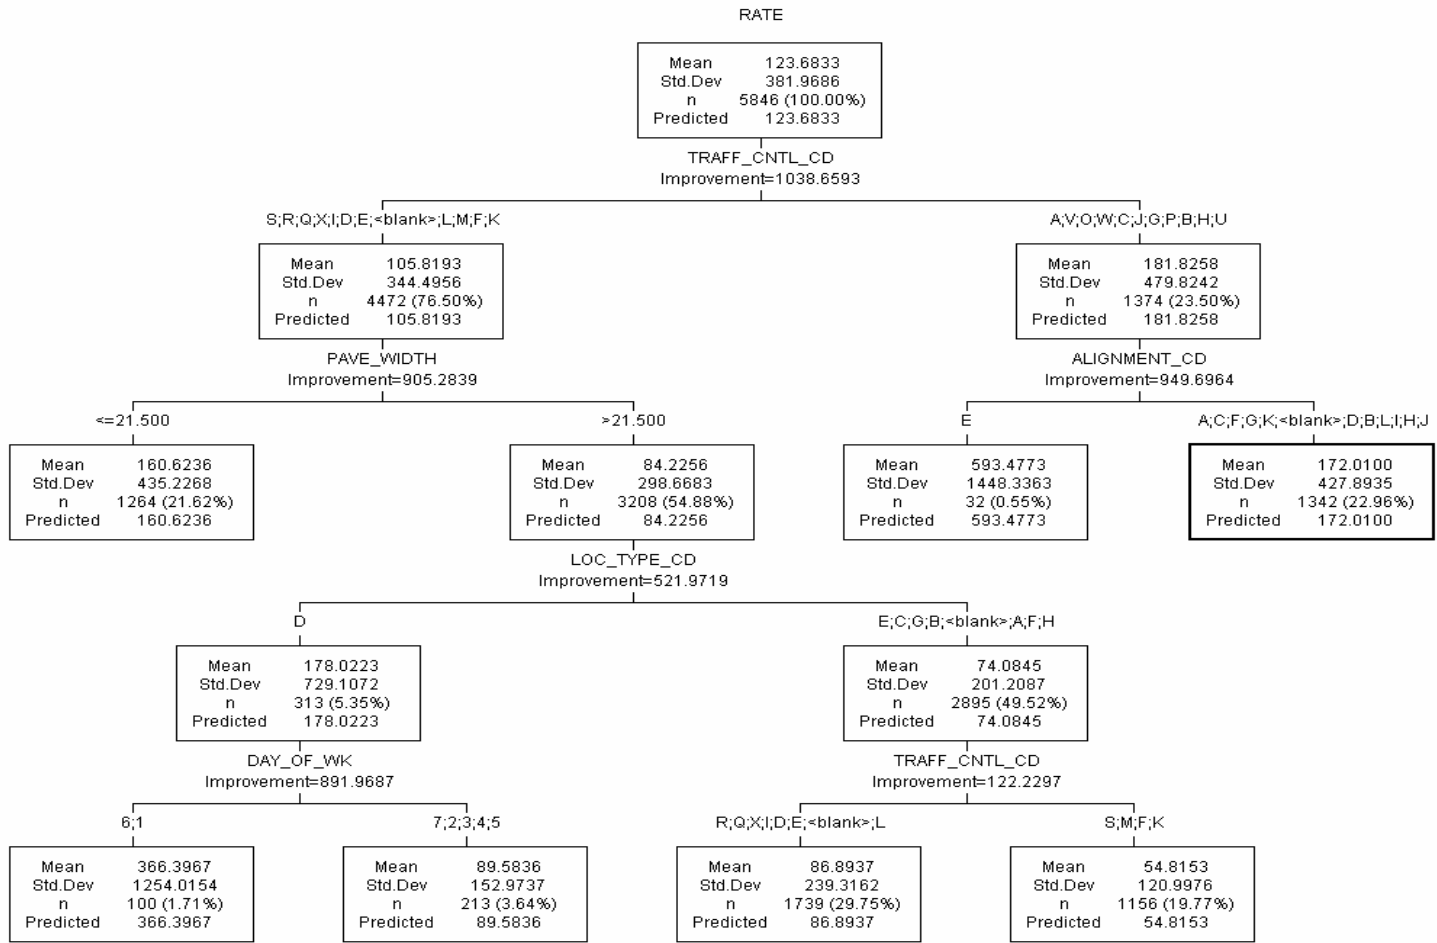 RATE
Mean 123.6833
Std.Dev 381.9686
n 5846 (100.00%)
Predicted 123.6833
TRAFF_CNTL_CD
Improvement=1038.6593
S;R;Q;X;I;D;E;<blank>;L;M;F;K
Mean 105.8193
Std.Dev 344.4956
n 4472 (76.50%)
Predicted 105.8193
PAVE_WIDTH
Improvement=905.2839
A;V;O;W;C;J;G;P;B;H;U
Mean 181.8258
Std.Dev 479.8242
n 1374 (23.50%)
Predicted 181.8258
ALIGNMENT_CD
Improvement=949.6964
<=21.500
Mean 160.6236
Std.Dev 435.2268
n 1264 (21.62%)
Predicted 160.6236
>21.500
Mean 84.2256
Std.Dev 298.6683
n 3208 (54.88%)
Predicted 84.2256
LOC_TYPE_CD
Improvement=521.9719
E
Mean 593.4773
Std.Dev 1448.3363
n 32 (0.55%)
Predicted 593.4773
A;C;F;G;K;<blank>;D;B;L;I;H;J
Mean 172.0100
Std.Dev 427.8935
n 1342 (22.96%)
Predicted 172.0100
D
Mean 178.0223
Std.Dev 729.1072
n 313 (5.35%)
Predicted 178.0223
DAY_OF_WK
Improvement=891.9687
E;C;G;B;<blank>;A;F;H
Mean 74.0845
Std.Dev 201.2087
n 2895 (49.52%)
Predicted 74.0845
TRAFF_CNTL_CD
Improvement=122.2297
6;1
Mean 366.3967
Std.Dev 1254.0154
n 100 (1.71%)
Predicted 366.3967
7;2;3;4;5
Mean 89.5836
Std.Dev 152.9737
n 213 (3.64%)
Predicted 89.5836
R;Q;X;I;D;E;<blank>;L
Mean 86.8937
Std.Dev 239.3162
n 1739 (29.75%)
Predicted 86.8937
S;M;F;K
Mean 54.8153
Std.Dev 120.9976
n 1156 (19.77%)
Predicted 54.8153